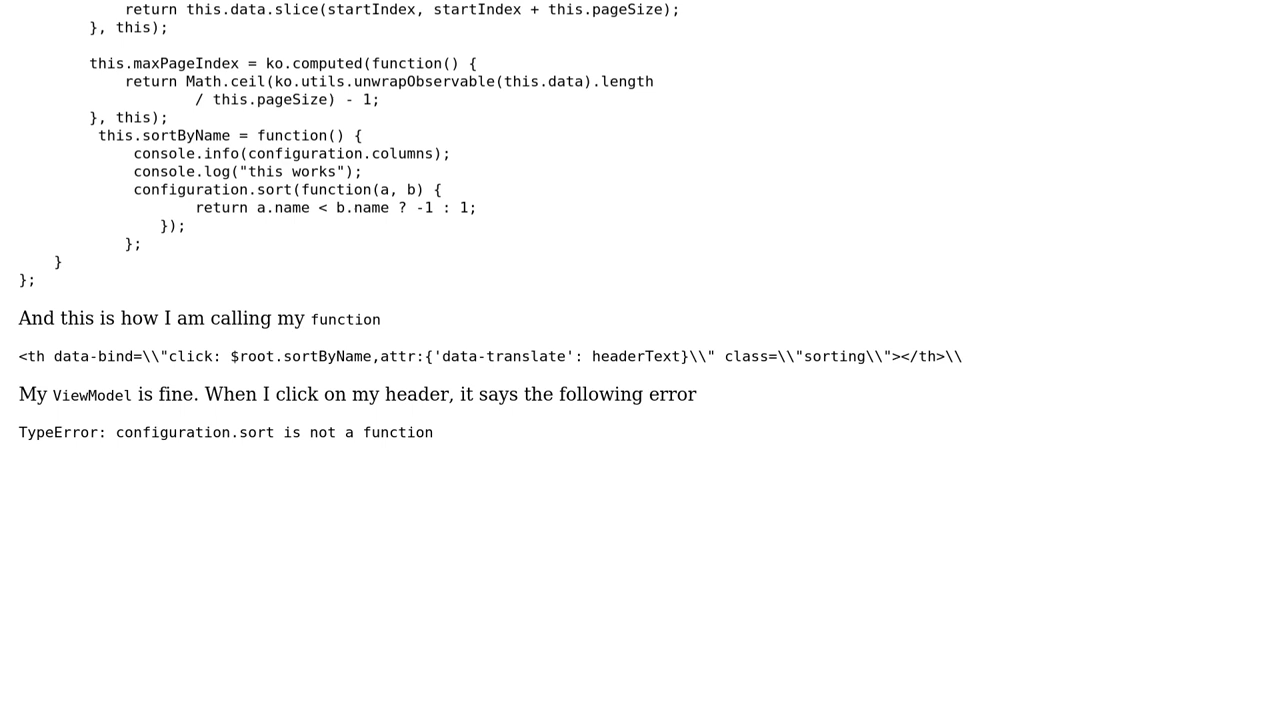 return this.data.slice(startIndex, startIndex + this.pageSize);
}, this);
this.maxPageIndex = ko.computed(function() {
return Math.ceil(ko.utils.unwrapObservable(this.data).length
/ this.pageSize) - 1;
}, this);
this.sortByName = function() {
console.info(configuration.columns);
console.log("this works");
configuration.sort(function(a, b) {
return a.name < b.name ? -1 : 1;
});
};
}
};
And this is how I am calling my function
<th data-bind=\\"click: $root.sortByName,attr:{'data-translate': headerText}\\" class=\\"sorting\\"></th>\\
My ViewModel is fine. When I click on my header, it says the following error
TypeError: configuration.sort is not a function